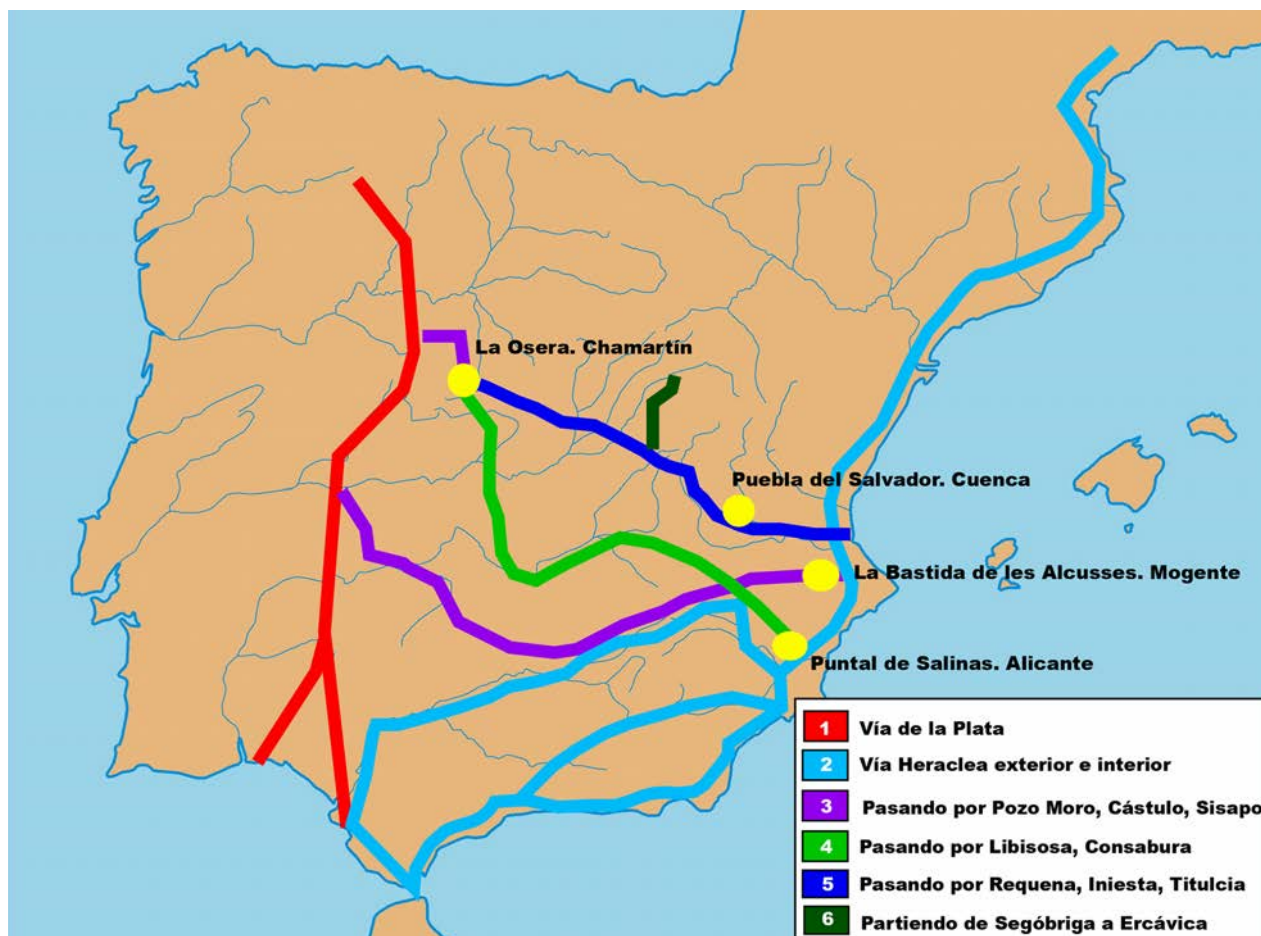 La Osera. Chamartín
Puebla del Salvador. Cuenca
La Bastida de les Alcusses. Mogente
Puntal de Salinas. Alicante
1 Vía de la Plata
2 Vía Heraclea exterior e interior
3 Pasando por Pozo Moro, Cástulo, Sisapo
4 Pasando por Libisosa, Consabura
5 Pasando por Requena, Iniesta, Titulcia
6 Partiendo de Segóbriga a Ercávica